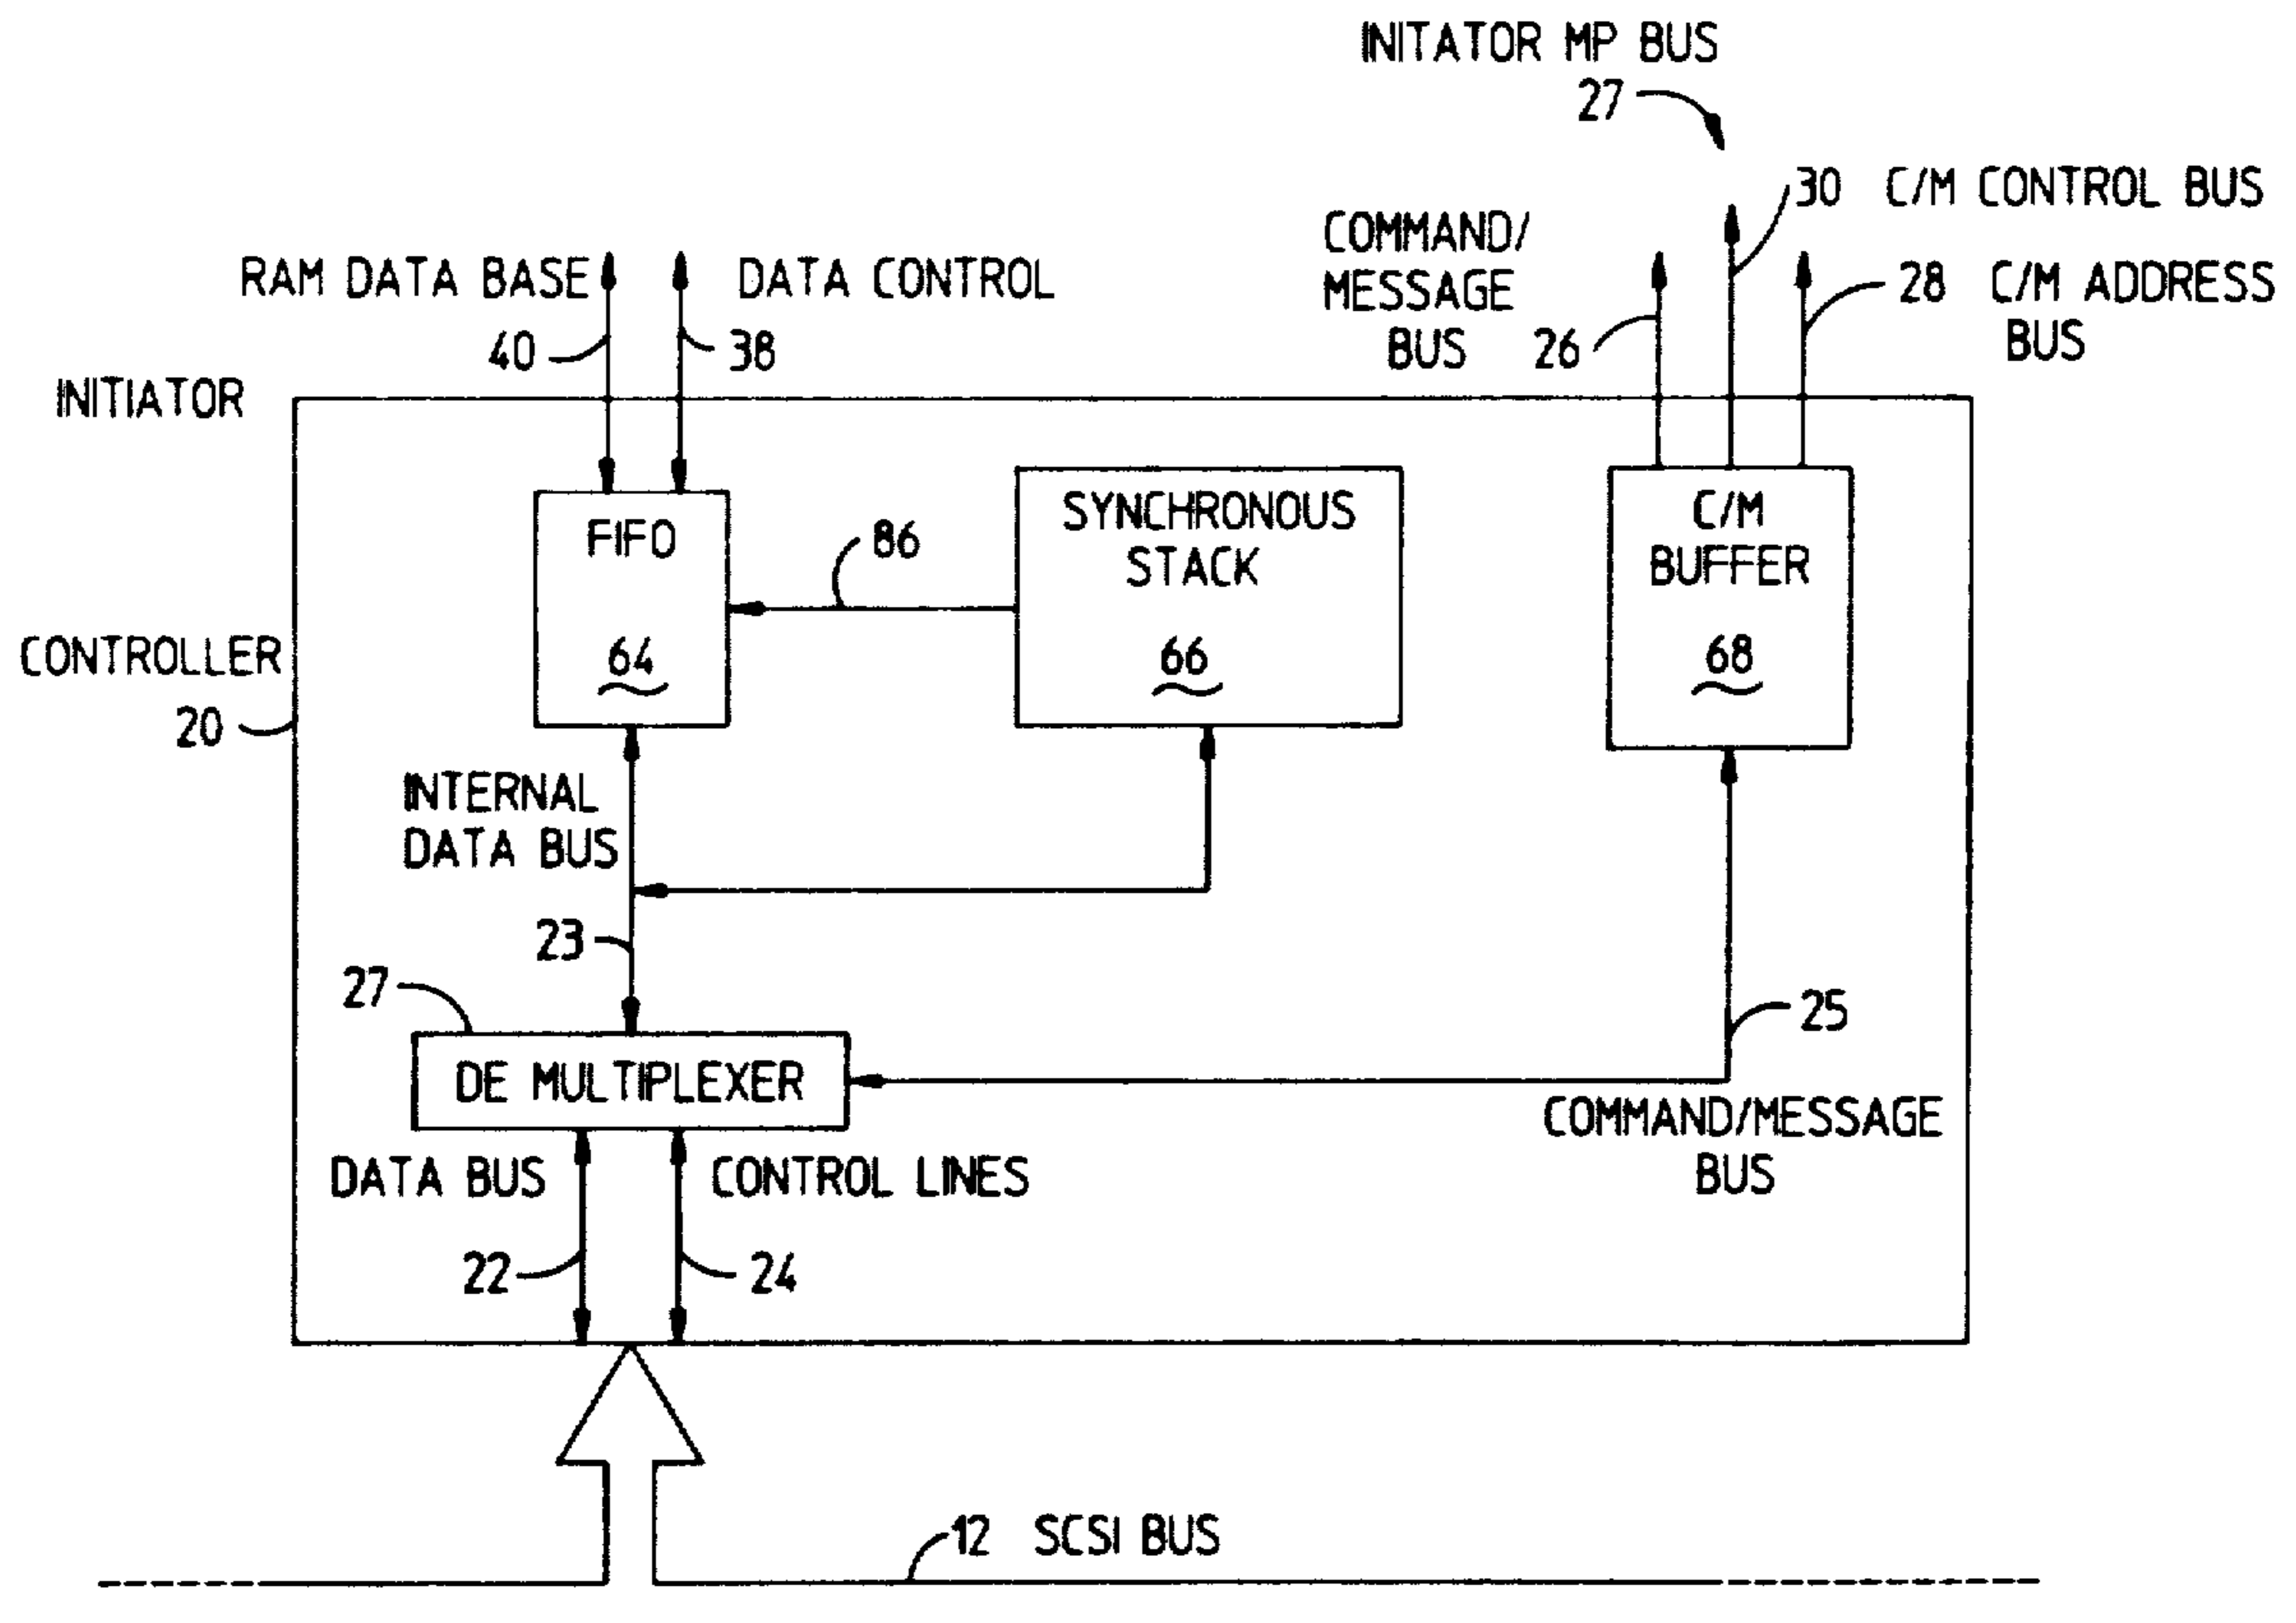 INITATOR MP BUS
27
30 C/M CONTROL BUS
COMMAND/
MESSAGE
BUS
26
28 C/M ADDRESS
BUS
RAM DATA BASE
DATA CONTROL
40
38
INITIATOR
FIFO
64
86
SYNCHRONOUS
STACK
66
C/M
BUFFER
68
CONTROLLER
20
INTERNAL
DATA BUS
23
27
DE MULTIPLEXER
25
COMMAND/MESSAGE
BUS
DATA BUS
CONTROL LINES
22
24
12 SCSI BUS